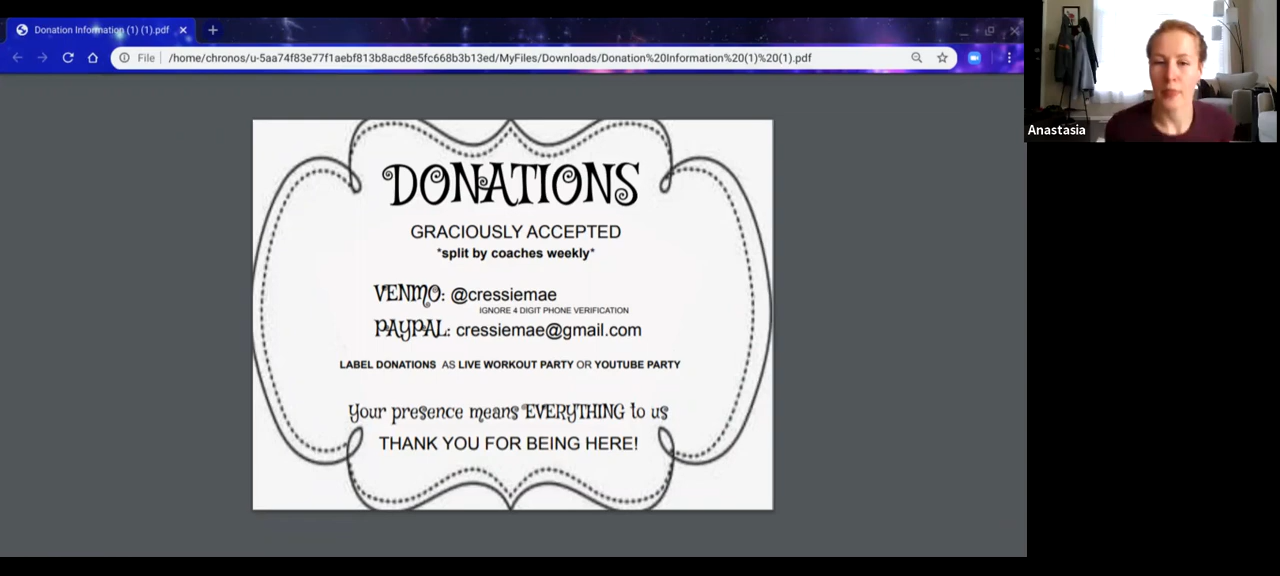 Donation Information (1) (1).pdf
File
/home/chronos/u-5aa74f83e77f1aebf813b8acd8e5fc668b3b13ed/MyFiles/Downloads/Donation%20Information%20(1)%20(1).pdf
Anastasia
DONATIONS
GRACIOUSLY ACCEPTED
*split by coaches weekly*
VENMO: @cressiemae
IGNORE 4 DIGIT PHONE VERIFICATION
PAYPAL: cressiemae@gmail.com
LABEL DONATIONS AS LIVE WORKOUT PARTY OR YOUTUBE PARTY
Your presence means EVERYTHING to us
THANK YOU FOR BEING HERE!